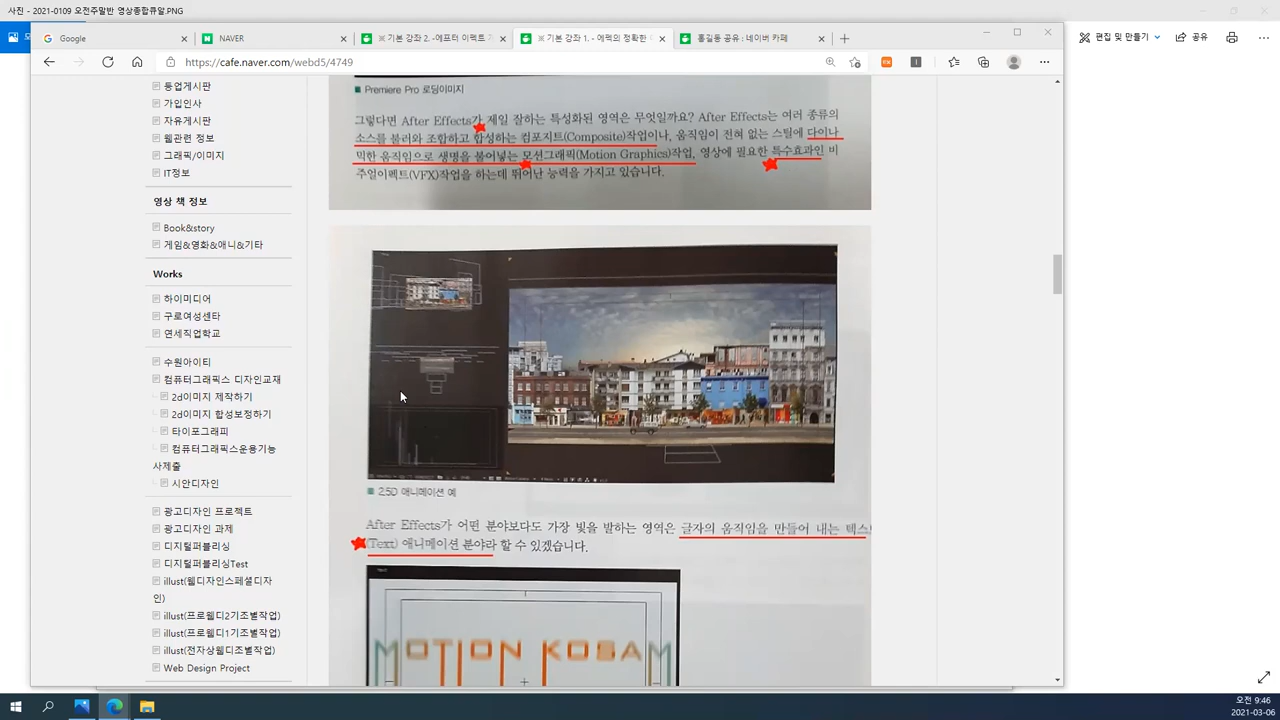 사진 - 2021-0109 오전주말반 영상종합큐알.PNG
Google
NAVER
※ 기본 강좌 2. -에프터 이펙트
※ 기본 강좌 1. - 에펙의 정확한
홍길동 공유 : 네이버 카페
편집 및 만들기
공유
https://cafe.naver.com/webd5/4749
동업게시판
가입인사
자유게시판
웹관련 정보
그래픽/이미지
IT정보
영상 책 정보
Book&story
게임&영화&애니&기타
Works
하이미디어
구로여성센타
연세직업학교
수원아이티
컴퓨터그래픽스 디자인교재
2d이미지 제작하기
2d이미지 합성보정하기
타이포그래피
컴퓨터그래픽스운용기능
사제출
시안디자인
광고디자인 프로젝트
광고디자인 과제
디지털퍼블리싱
디지털퍼블리싱Test
illust(웹디자인스페셜디자
인)
illust(프로웹디2기조별작업)
illust(프로웹디1기조별작업)
illust(전자상웹디조별작업)
Web Design Project
Premiere Pro 로딩이미지
그렇다면 After Effects가 제일 잘하는 특성화된 영역은 무엇일까요? After Effects는 여러 종류의
소스를 불러와 조합하고 합성하는 컴포지트(Composite)작업이나, 움직임이 전혀 없는 스틸에 다이나
믹한 움직임으로 생명을 불어넣는 모션그래픽(Motion Graphics)작업, 영상에 필요한 특수효과인 비
주얼이펙트(VFX)작업을 하는데 뛰어난 능력을 가지고 있습니다.
2.5D 애니메이션 예
After Effects가 어떤 분야보다도 가장 빛을 발하는 영역은 글자의 움직임을 만들어 내는 텍스
(Text) 애니메이션 분야라 할 수 있겠습니다.
MOTION KOSAM
오전 9:46
2021-03-06